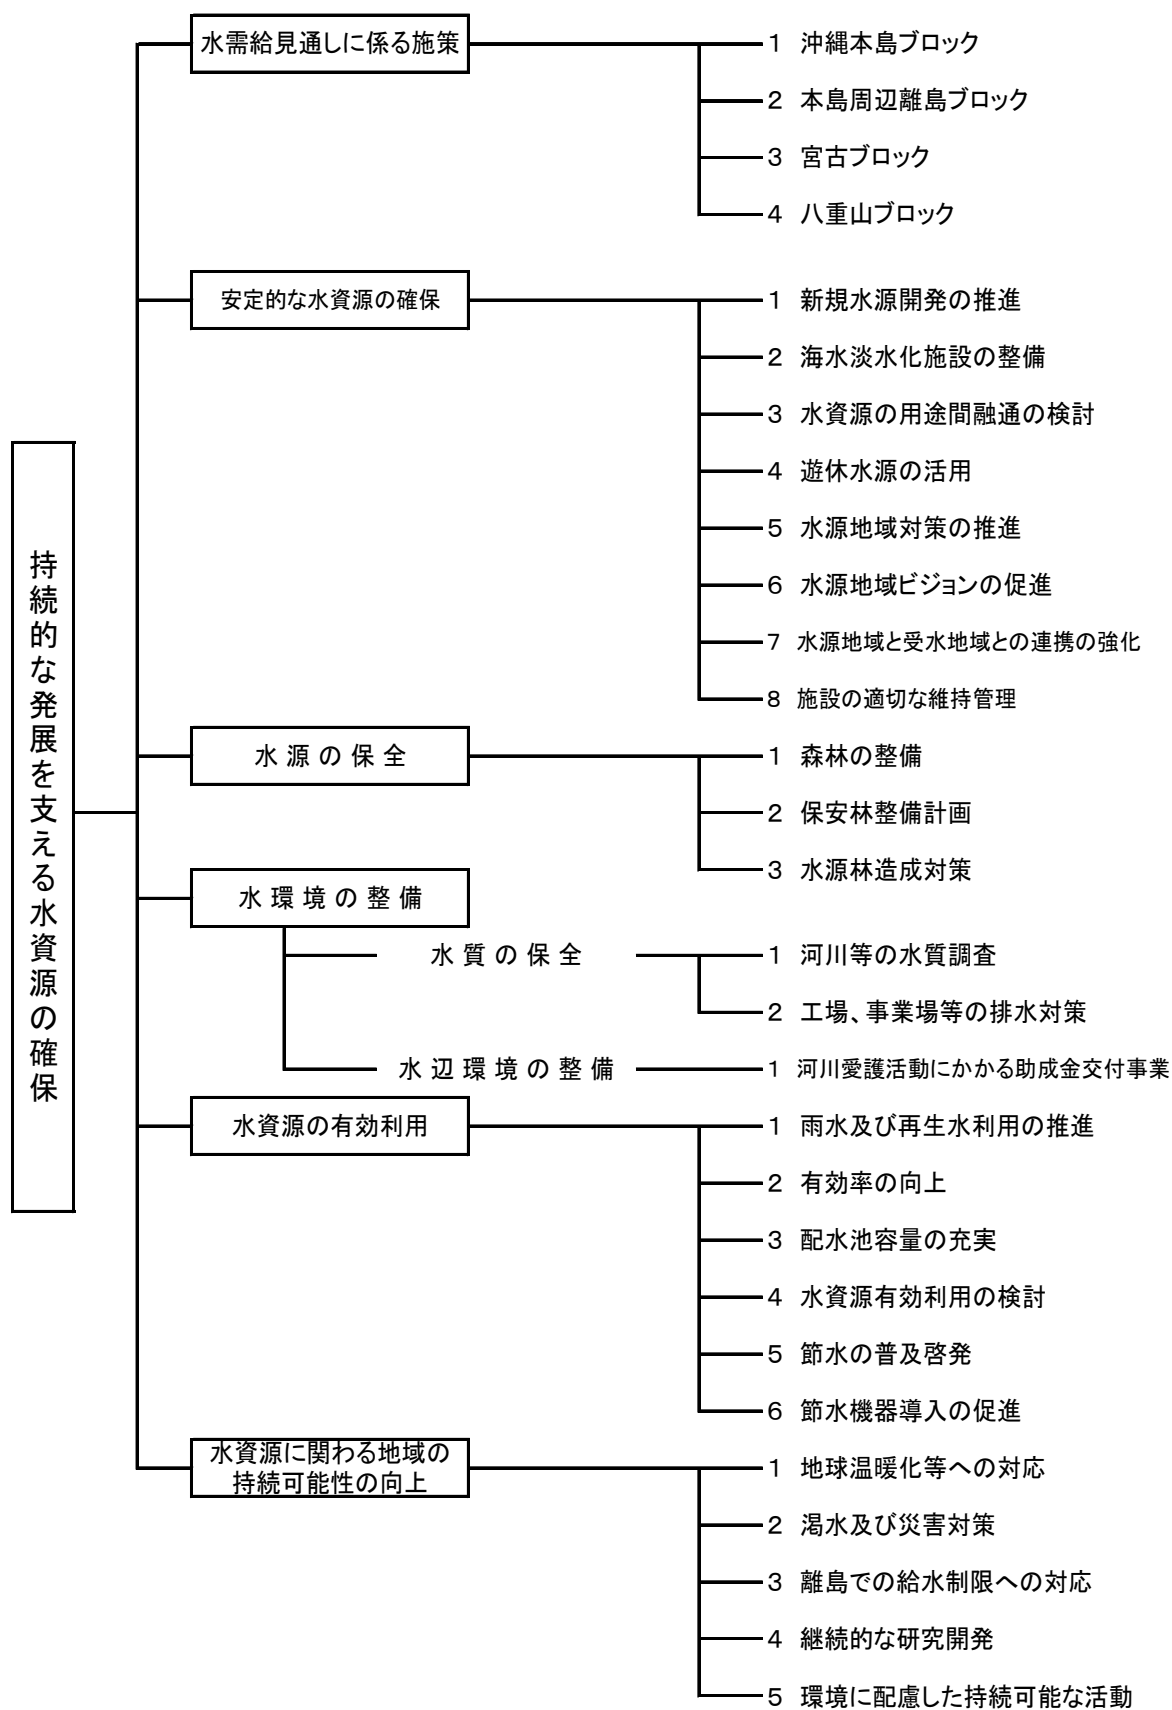 持続的な発展を支える水資源の確保
水需給見通しに係る施策
1 沖縄本島ブロック
2 本島周辺離島ブロック
3 宮古ブロック
4 八重山ブロック
安定的な水資源の確保
1 新規水源開発の推進
2 海水淡水化施設の整備
3 水資源の用途間融通の検討
4 遊休水源の活用
5 水源地域対策の推進
6 水源地域ビジョンの促進
7 水源地域と受水地域との連携の強化
8 施設の適切な維持管理
水源の保全
1 森林の整備
2 保安林整備計画
3 水源林造成対策
水環境の整備
水質の保全
1 河川等の水質調査
2 工場、事業場等の排水対策
水辺環境の整備
1 河川愛護活動にかかる助成金交付事業
水資源の有効利用
1 雨水及び再生水利用の推進
2 有効率の向上
3 配水池容量の充実
4 水資源有効利用の検討
5 節水の普及啓発
6 節水機器導入の促進
水資源に関わる地域の
持続可能性の向上
1 地球温暖化等への対応
2 渇水及び災害対策
3 離島での給水制限への対応
4 継続的な研究開発
5 環境に配慮した持続可能な活動